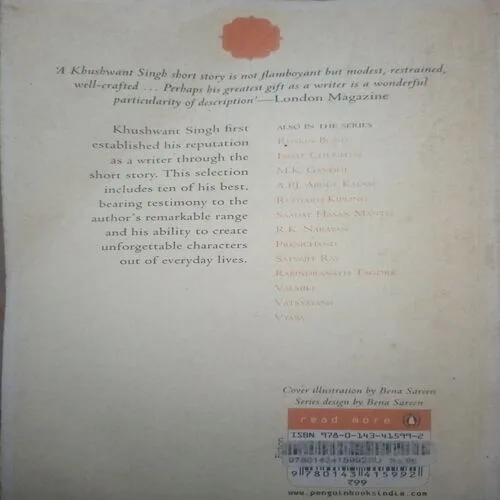 'A Khushwant Singh short story is not flamboyant but modest, restrained,
well-crafted ... Perhaps his greatest gift as a writer is a wonderful
particularity of description'—London Magazine
Khushwant Singh first
established his reputation
as a writer through the
short story. This selection
includes ten of his best,
bearing testimony to the
author's remarkable range
and his ability to create
unforgettable characters
out of everyday lives.
ALSO IN THE SERIES
Ruskin Bond
Ismat Chughtai
M.K. Gandhi
A.P.J. Abdul Kalam
Rudyard Kipling
Saadat Hasan Manto
R.K. Narayan
Premchand
Satyajit Ray
Rabindranath Tagore
Valmiki
Vatsyayana
Vyasa
Cover illustration by Bena Sareen
Series design by Bena Sareen
read more
Fiction
ISBN 978-0-143-41599-2
9 780143 415992
₹99
www.penguinbooksindia.com